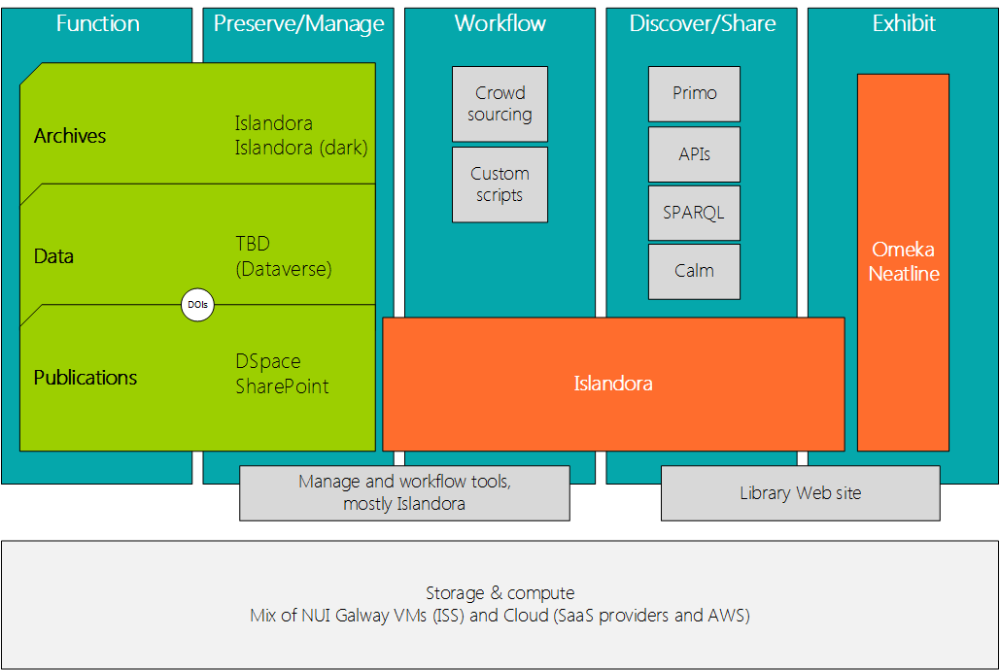 Function
Preserve/Manage
Workflow
Discover/Share
Exhibit
Archives
Islandora
Islandora (dark)
Data
TBD
(Dataverse)
DOIs
Publications
DSpace
SharePoint
Crowd
sourcing
Custom
scripts
Primo
APIs
SPARQL
Calm
Omeka
Neatline
Islandora
Manage and workflow tools,
mostly Islandora
Library Web site
Storage & compute
Mix of NUI Galway VMs (ISS) and Cloud (SaaS providers and AWS)